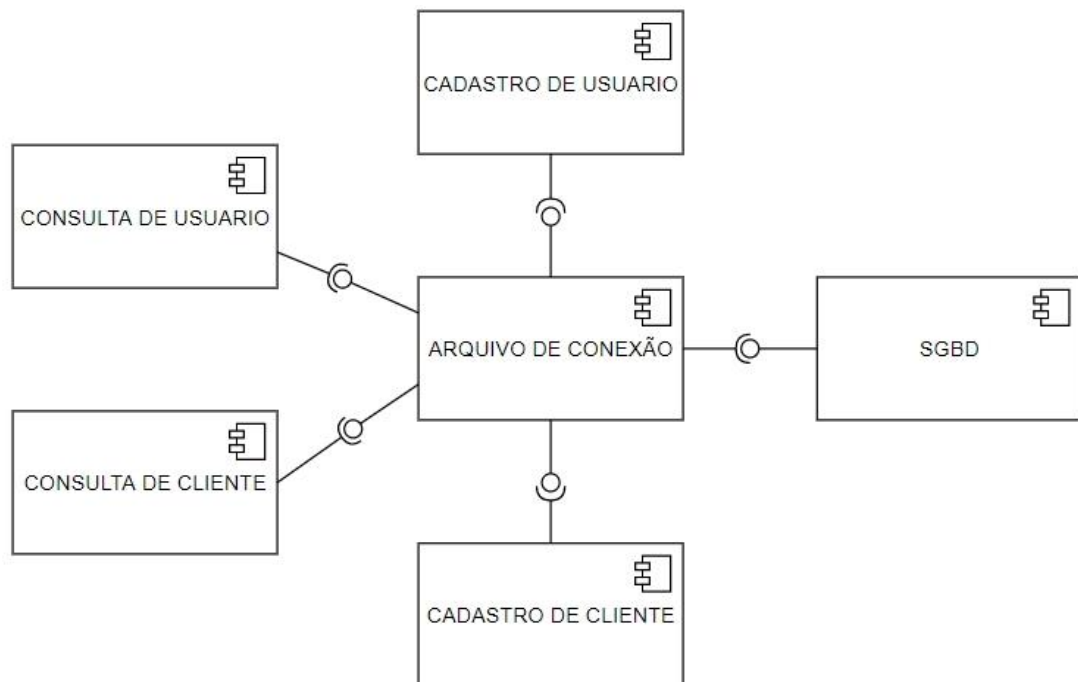 CADASTRO DE USUARIO
CONSULTA DE USUARIO
ARQUIVO DE CONEXÃO
SGBD
CONSULTA DE CLIENTE
CADASTRO DE CLIENTE